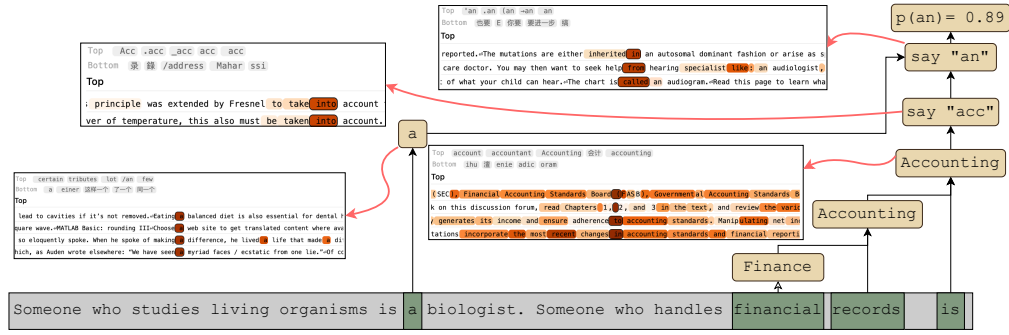 p(an)= 0.89
Top 'an .an (an →an an
Bottom 也要 E 你要 要进一步 镐
Top
reported.⏎The mutations are either inherited in an autosomal dominant fashion or arise as s
care doctor. You may then want to seek help from hearing specialist like: an audiologist,
: of what your child can hear.⏎The chart is called an audiogram.⏎Read this page to learn wha
say "an"
Top Acc .acc _acc acc acc
Bottom 录 錄 /address Mahar ssi
Top
; principle was extended by Fresnel to take into account
ver of temperature, this also must be taken into account.
say "acc"
a
Top account accountant Accounting 会计 accounting
Bottom ihu 渲 enie adic oram
Top
(SEC), Financial Accounting Standards Board (FASB), Governmental Accounting Standards B
k on this discussion forum, read Chapters 1, 2, and 3 in the text, and review the vario
y generates its income and ensure adherence to accounting standards. Manipulating net in
tations incorporate the most recent changes in accounting standards and financial reporti
Accounting
Top certain tributes lot /an few
Bottom a einer 这样一个 了一个 同一个
Top
lead to cavities if it's not removed.⏎Eating a balanced diet is also essential for dental h
quare wave.⏎MATLAB Basic: rounding III⏎Choose a web site to get translated content where ava
so eloquently spoke. When he spoke of making a difference, he lived a life that made a di
hich, as Auden wrote elsewhere: "We have seen a myriad faces / ecstatic from one lie."⏎Of co
Accounting
Finance
Someone who studies living organisms is a biologist. Someone who handles financial records is